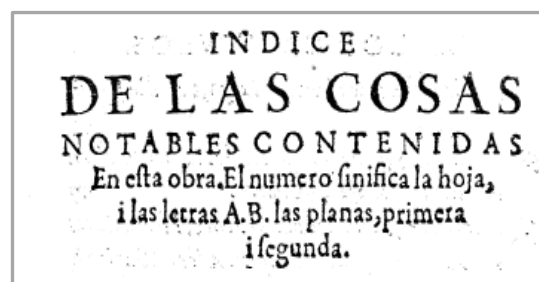 INDICE
DE LAS COSAS
NOTABLES CONTENIDAS
En eſta obra.El numero ſinifica la hoja,
i las letras A.B. las planas,primera
i ſegunda.